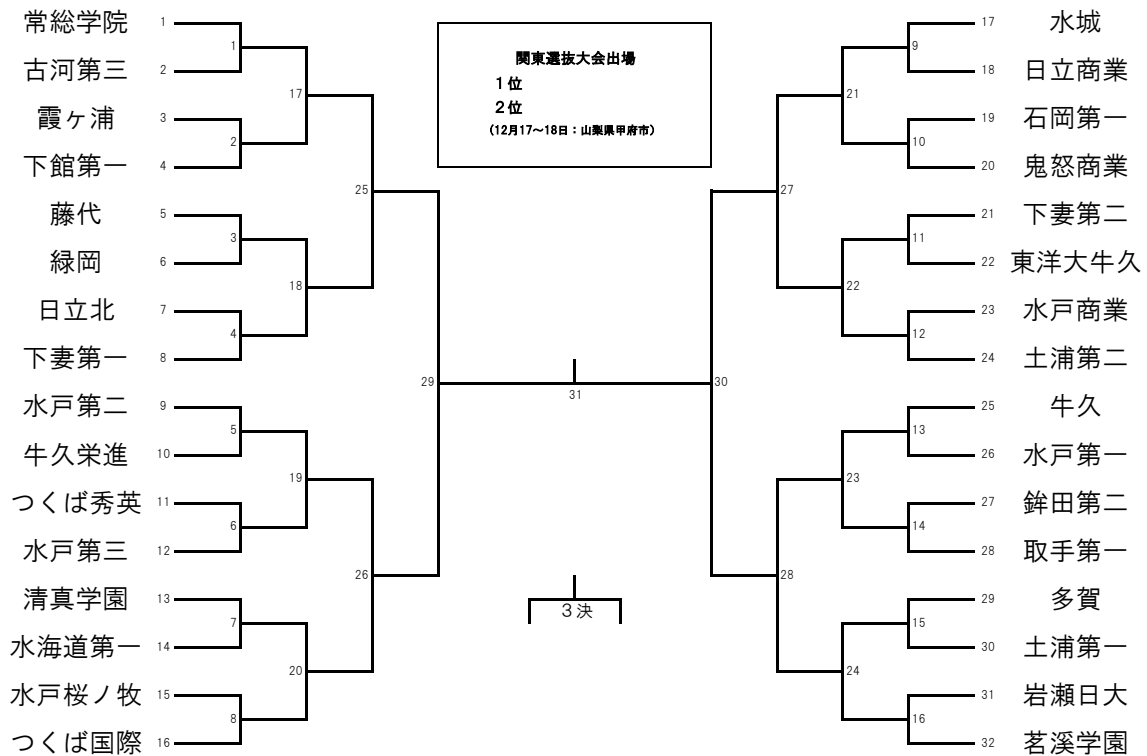 常総学院 1
古河第三 2
霞ヶ浦 3
下館第一 4
藤代 5
緑岡 6
日立北 7
下妻第一 8
水戸第二 9
牛久栄進 10
つくば秀英 11
水戸第三 12
清真学園 13
水海道第一 14
水戸桜ノ牧 15
つくば国際 16
1
2
3
4
5
6
7
8
17
18
19
20
25
26
29
関東選抜大会出場
1位
2位
(12月17~18日:山梨県甲府市)
31
3決
30
27
28
21
22
23
24
9
10
11
12
13
14
15
16
17 水城
18 日立商業
19 石岡第一
20 鬼怒商業
21 下妻第二
22 東洋大牛久
23 水戸商業
24 土浦第二
25 牛久
26 水戸第一
27 鉾田第二
28 取手第一
29 多賀
30 土浦第一
31 岩瀬日大
32 茗溪学園